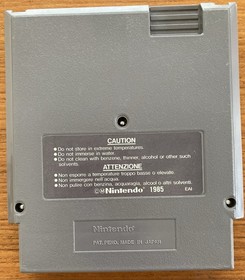 CAUTION
● Do not store in extreme temperatures.
● Do not immerse in water.
● Do not clean with benzene, thinner, alcohol or other such
solvents.
ATTENZIONE
● Non esporre a temperature troppo basse o elevate.
● Non immergere nell'acqua.
● Non pulire con benzina, acquaragia, alcool o altri solventi.
©Ⓜ Nintendo® 1985 EAI
Nintendo®
PAT. PEND. MADE IN JAPAN